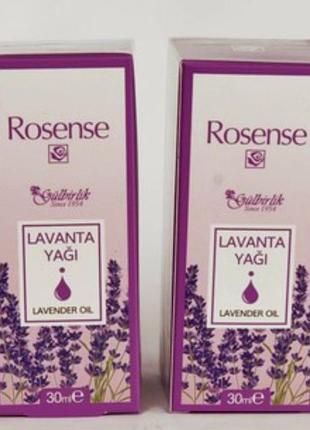 Rosense
Gülbirlik
Since 1954
LAVANTA
YAĞI
LAVENDER OIL
30ml℮
Rosense
Gülbirlik
Since 1954
LAVANTA
YAĞI
LAVENDER OIL
30ml℮